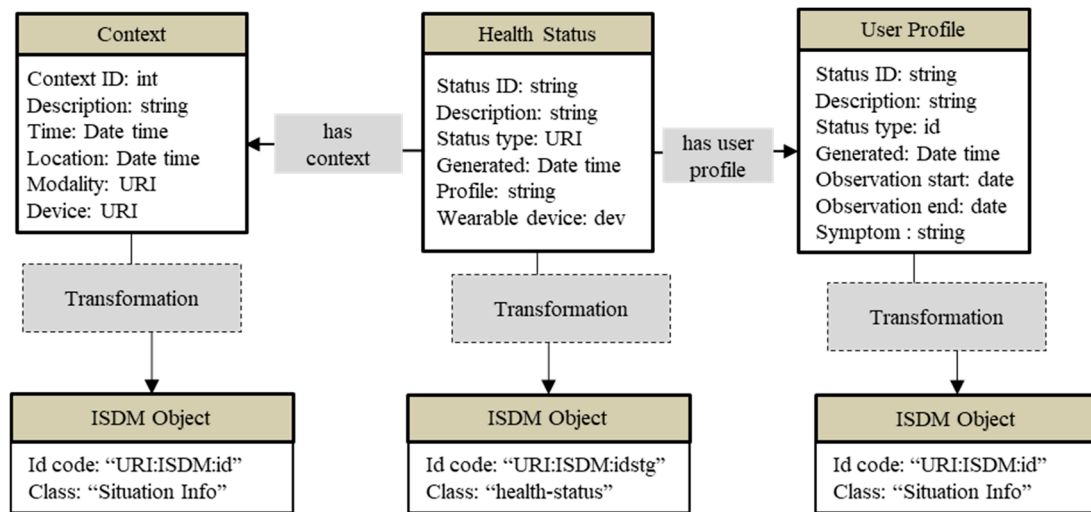 Context
Context ID: int
Description: string
Time: Date time
Location: Date time
Modality: URI
Device: URI
has
context
Health Status
Status ID: string
Description: string
Status type: URI
Generated: Date time
Profile: string
Wearable device: dev
has user
profile
User Profile
Status ID: string
Description: string
Status type: id
Generated: Date time
Observation start: date
Observation end: date
Symptom : string
Transformation
Transformation
Transformation
ISDM Object
Id code: “URI:ISDM:id”
Class: “Situation Info”
ISDM Object
Id code: “URI:ISDM:idstg”
Class: “health-status”
ISDM Object
Id code: “URI:ISDM:id”
Class: “Situation Info”